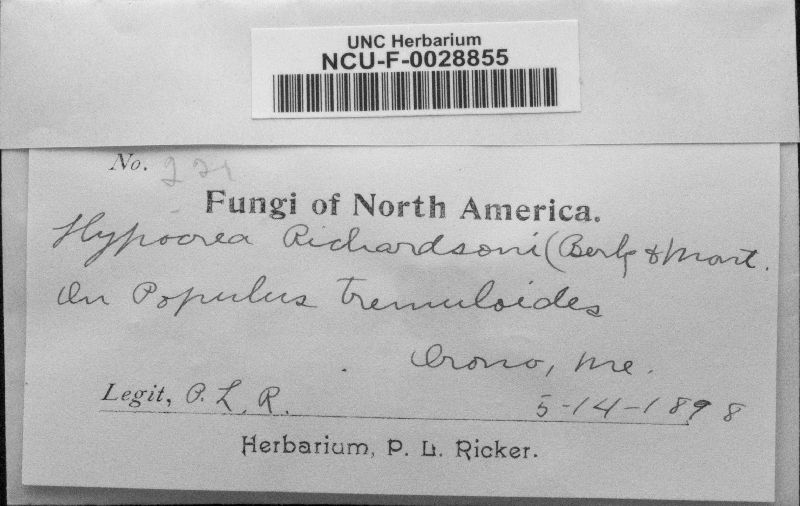 UNC Herbarium
NCU-F-0028855
No.
Fungi of North America.
Hypocrea Richardsoni (Berk & Mont.
On Populus tremuloides
Orono, Me.
Legit, P. L. R. 5-14-1898
Herbarium, P. L. Ricker.